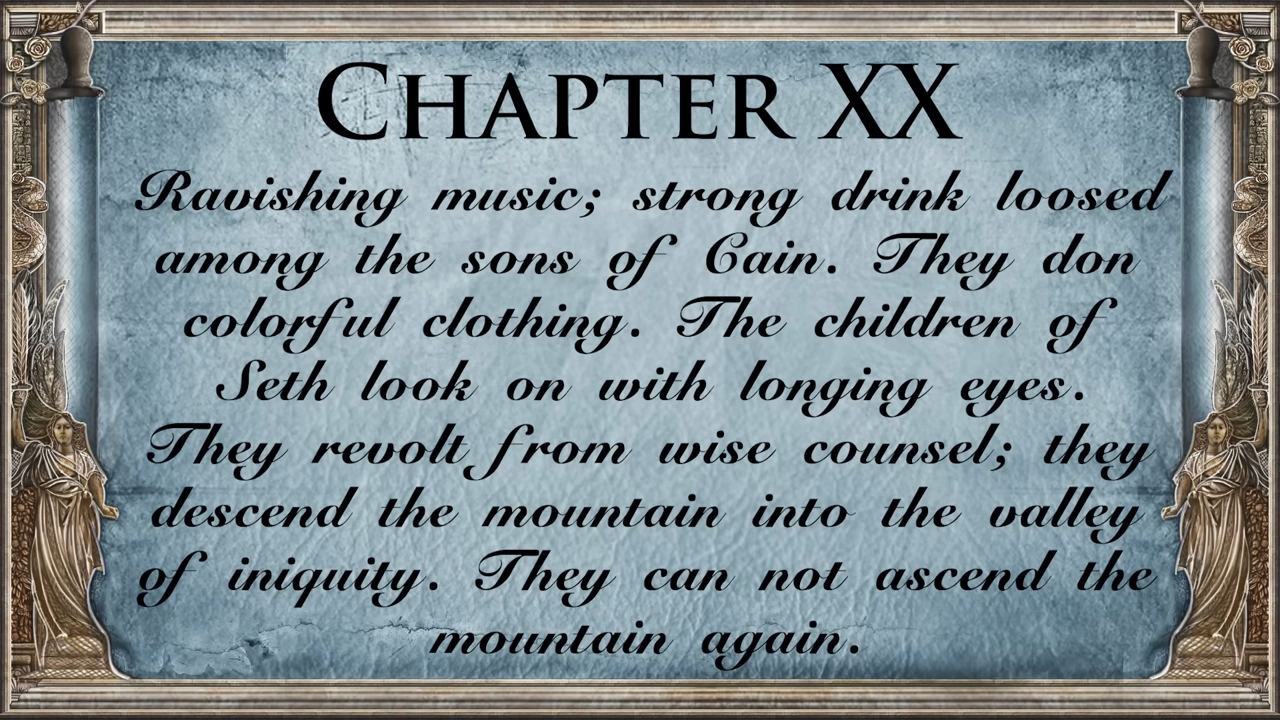 CHAPTER XX
Ravishing music; strong drink loosed
among the sons of Cain. They don
colorful clothing. The children of
Seth look on with longing eyes.
They revolt from wise counsel; they
descend the mountain into the valley
of iniquity. They can not ascend the
mountain again.